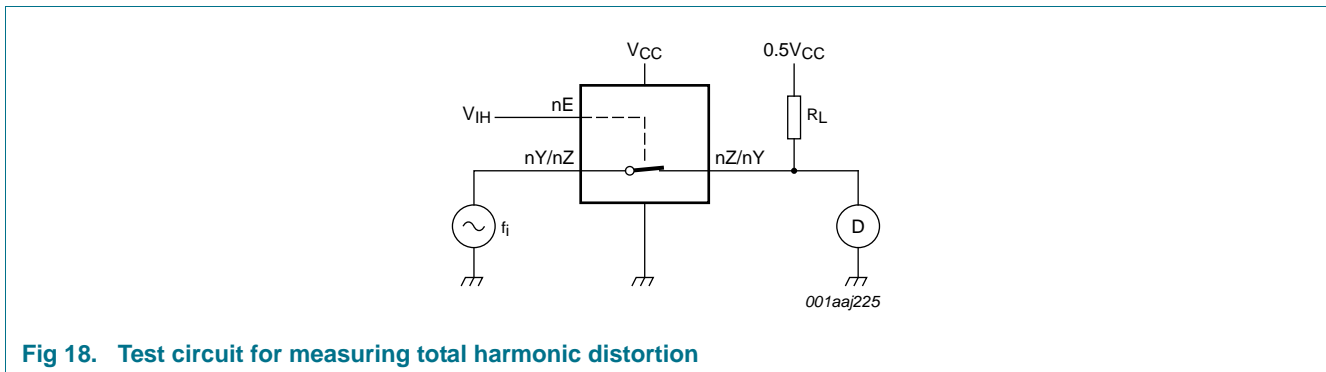 VCC
0.5VCC
VIH
nE
RL
nY/nZ
nZ/nY
fi
D
001aaj225
Fig 18. Test circuit for measuring total harmonic distortion